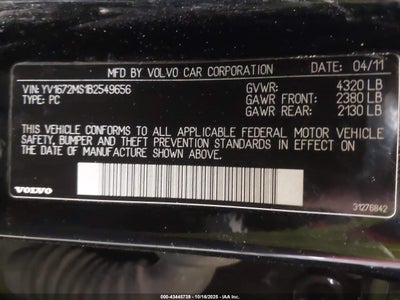 MFD BY VOLVO CAR CORPORATION DATE: 04/11
VIN: YV1672MS1B2549656 GVWR: 4320 LB
TYPE: PC GAWR FRONT: 2380 LB
GAWR REAR: 2130 LB
THIS VEHICLE CONFORMS TO ALL APPLICABLE FEDERAL MOTOR VEHICLE
SAFETY, BUMPER AND THEFT PREVENTION STANDARDS IN EFFECT ON
THE DATE OF MANUFACTURE SHOWN ABOVE.
VOLVO
31276842
000-43445739 - 10/16/2025 - IAA Inc.